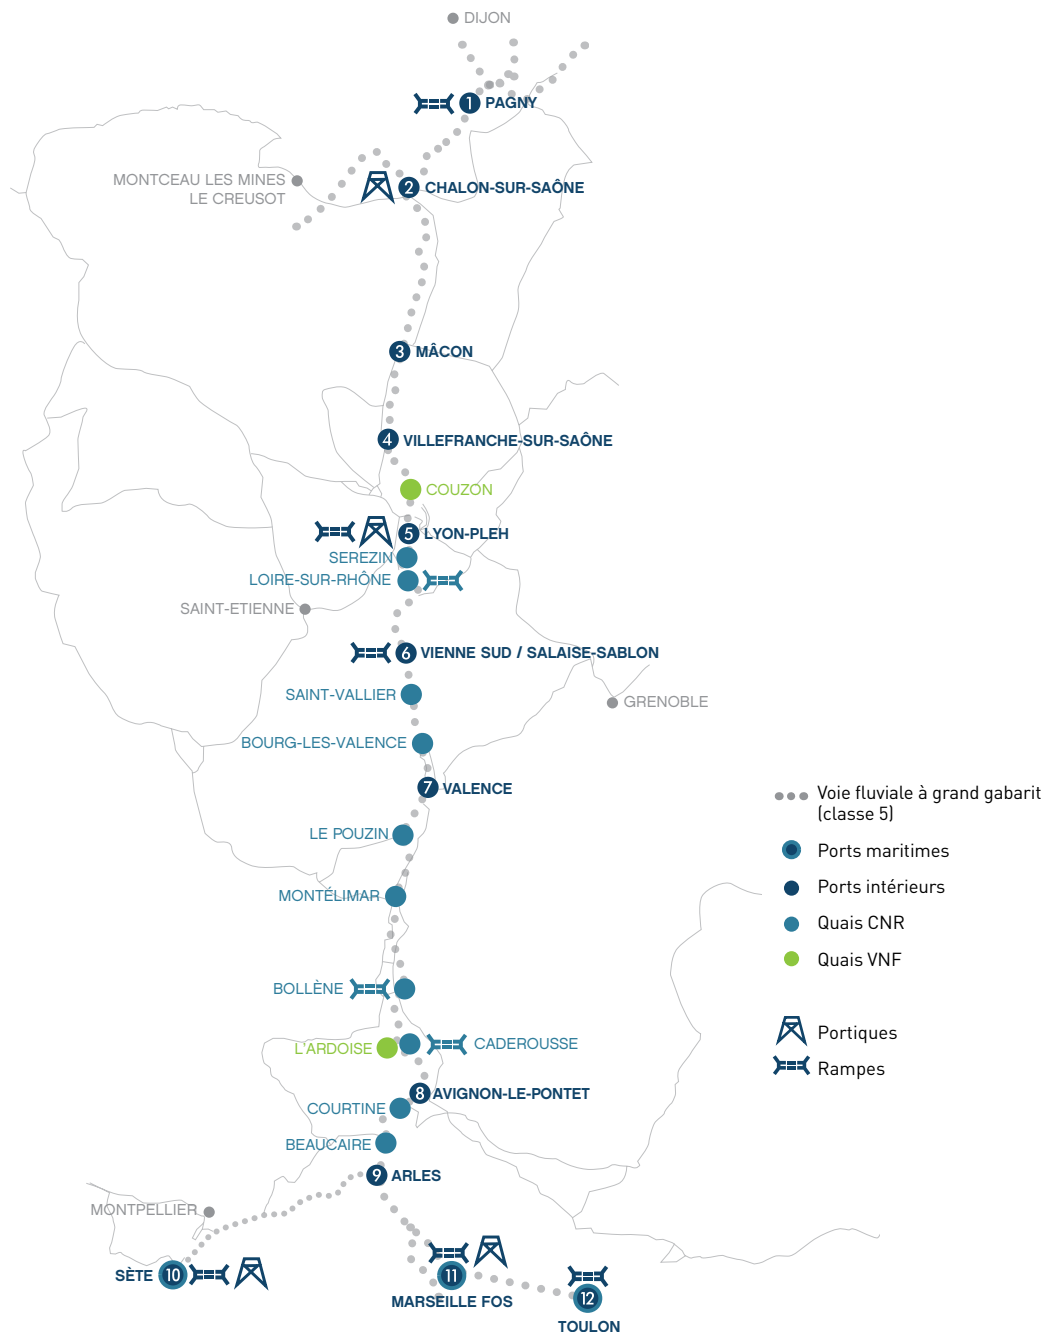 DIJON
1 PAGNY
MONTCEAU LES MINES
LE CREUSOT
2 CHALON-SUR-SAÔNE
3 MÂCON
4 VILLEFRANCHE-SUR-SAÔNE
COUZON
5 LYON-PLEH
SEREZIN
LOIRE-SUR-RHÔNE
SAINT-ETIENNE
6 VIENNE SUD / SALAISE-SABLON
SAINT-VALLIER
GRENOBLE
BOURG-LES-VALENCE
7 VALENCE
LE POUZIN
MONTÉLIMAR
BOLLÈNE
L'ARDOISE
CADEROUSSE
8 AVIGNON-LE-PONTET
COURTINE
BEAUCAIRE
9 ARLES
MONTPELLIER
SÈTE 10
11
MARSEILLE FOS
12
TOULON
Voie fluviale à grand gabarit
(classe 5)
Ports maritimes
Ports intérieurs
Quais CNR
Quais VNF
Portiques
Rampes